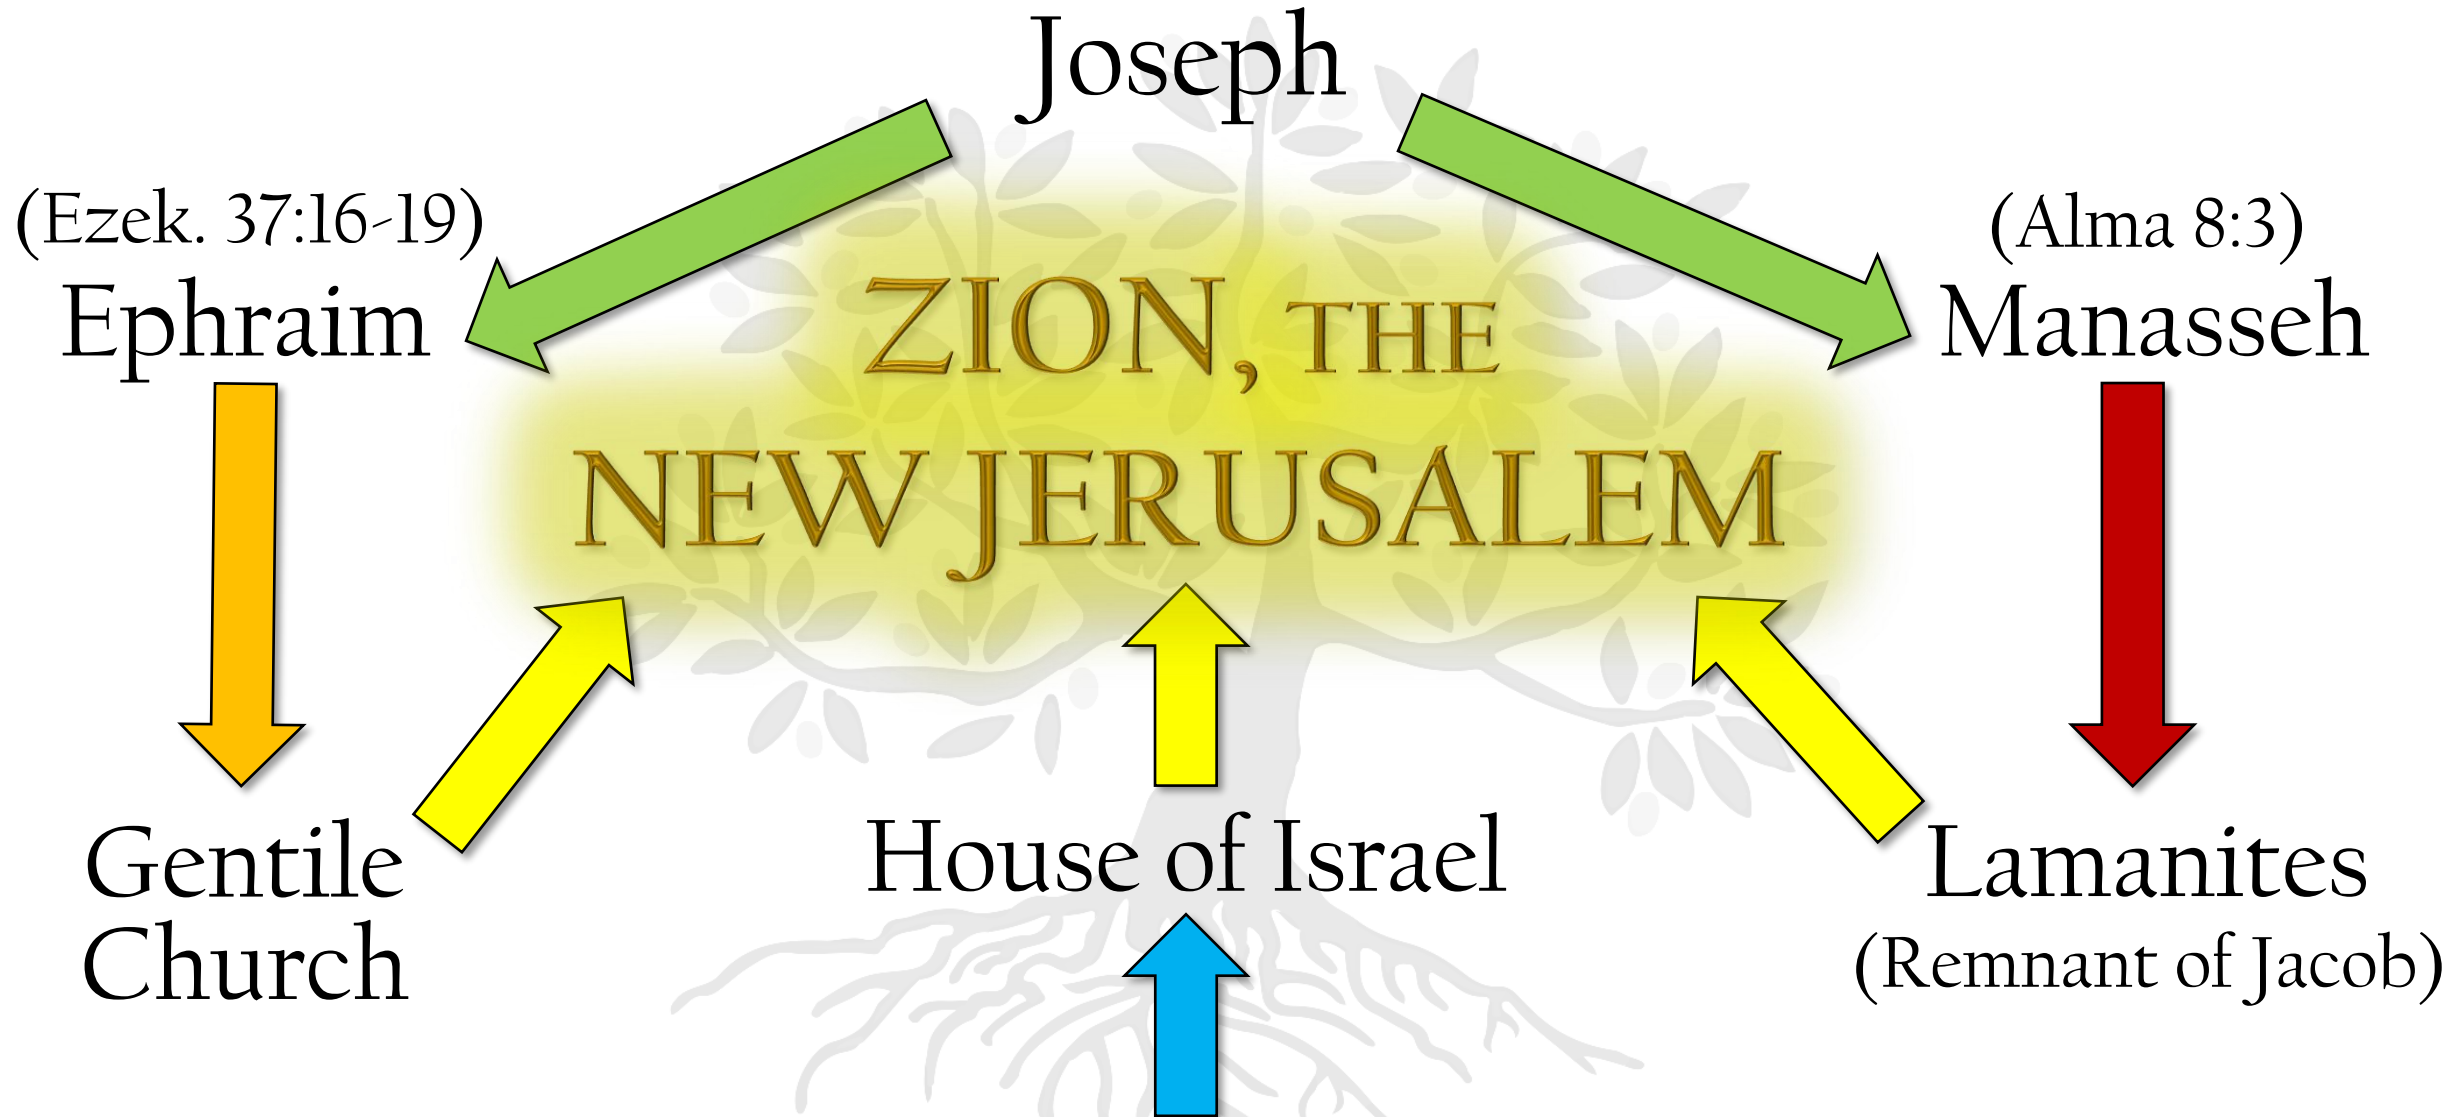 Joseph
(Ezek. 37:16-19)
Ephraim
(Alma 8:3)
Manasseh
ZION, THE
NEW JERUSALEM
Gentile
Church
House of Israel
Lamanites
(Remnant of Jacob)